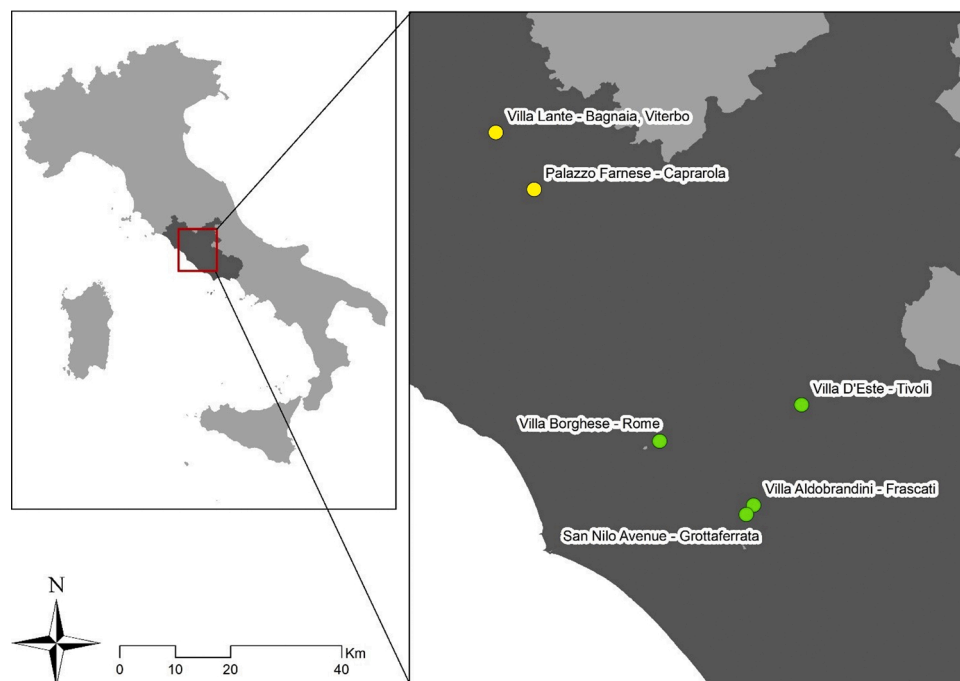 Villa Lante - Bagnaia, Viterbo
Palazzo Farnese - Caprarola
Villa D'Este - Tivoli
Villa Borghese - Rome
Villa Aldobrandini - Frascati
San Nilo Avenue - Grottaferrata
N
Km
0 10 20 40